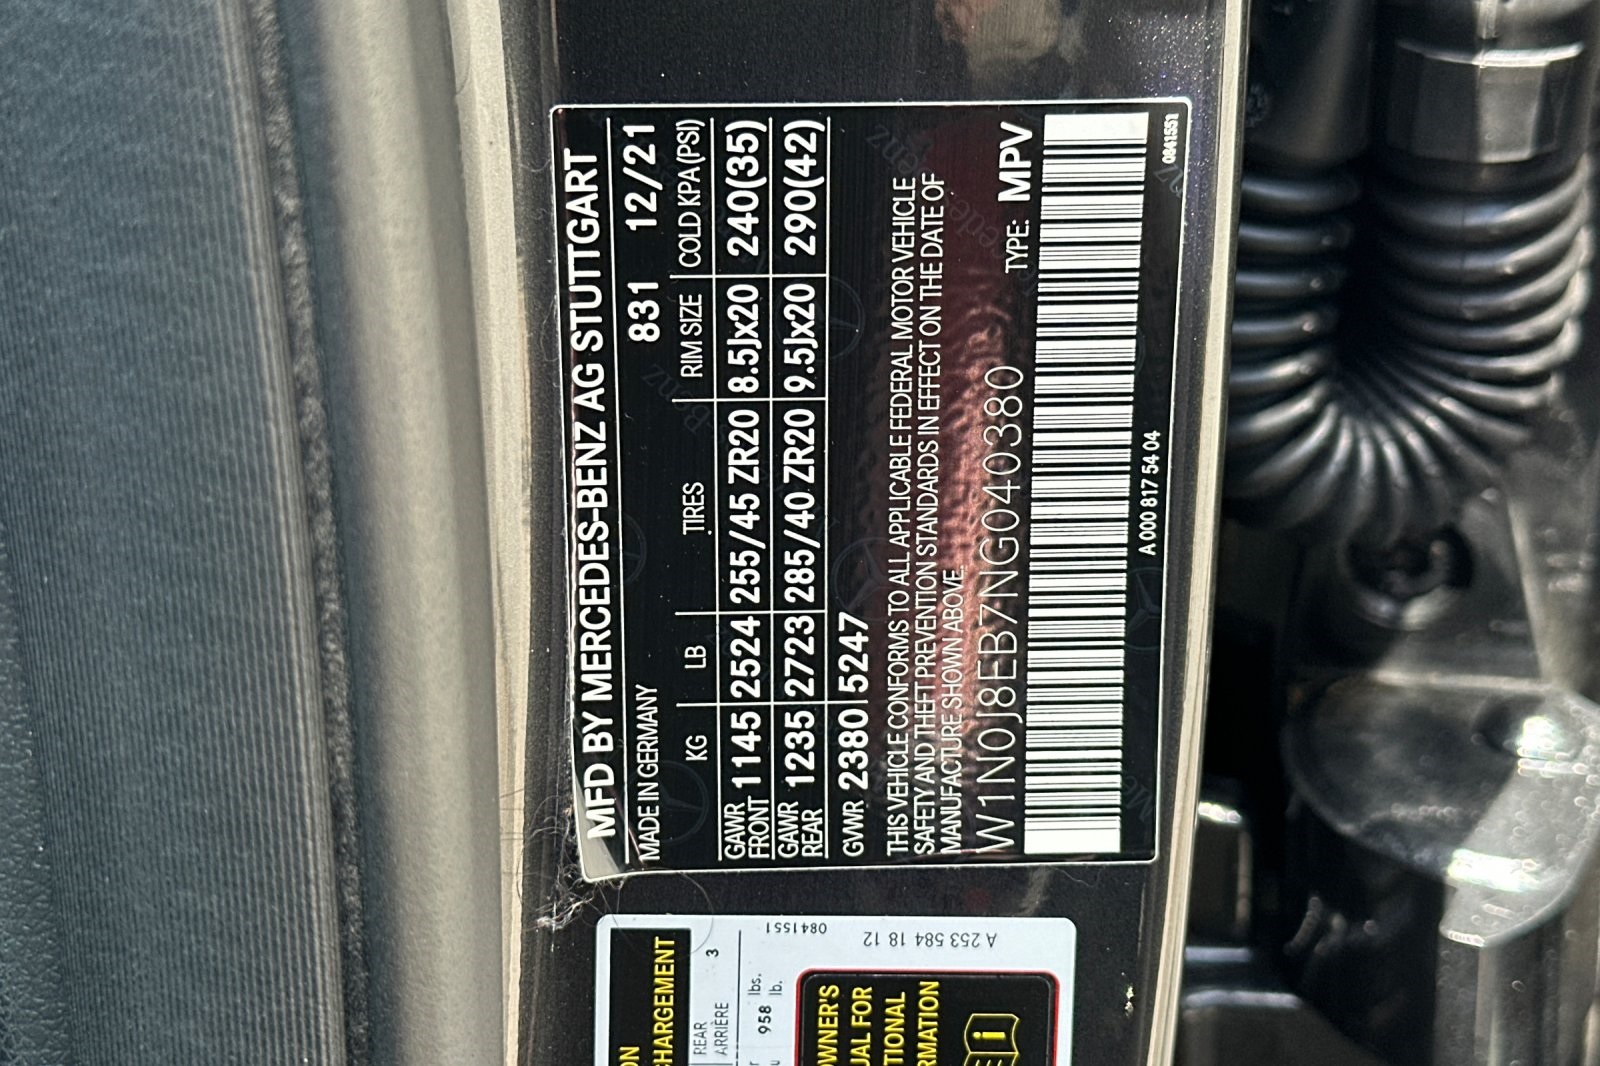 MFD BY MERCEDES-BENZ AG STUTTGART
MADE IN GERMANY 831 12/21
KG LB TIRES RIM SIZE COLD KPA(PSI)
GAWR FRONT 1145 2524 255/45 ZR20 8.5Jx20 240(35)
GAWR REAR 1235 2723 285/40 ZR20 9.5Jx20 290(42)
GVWR 2380 5247
THIS VEHICLE CONFORMS TO ALL APPLICABLE FEDERAL MOTOR VEHICLE
SAFETY AND THEFT PREVENTION STANDARDS IN EFFECT ON THE DATE OF
MANUFACTURE SHOWN ABOVE.
W1N0J8EB7NG040380 TYPE: MPV
A 000 817 54 04
0841551
CHARGEMENT
REAR 3
ARRIÈRE
lbs.
958 lb.
0841551
A 253 584 18 12
OWNER'S
FOR